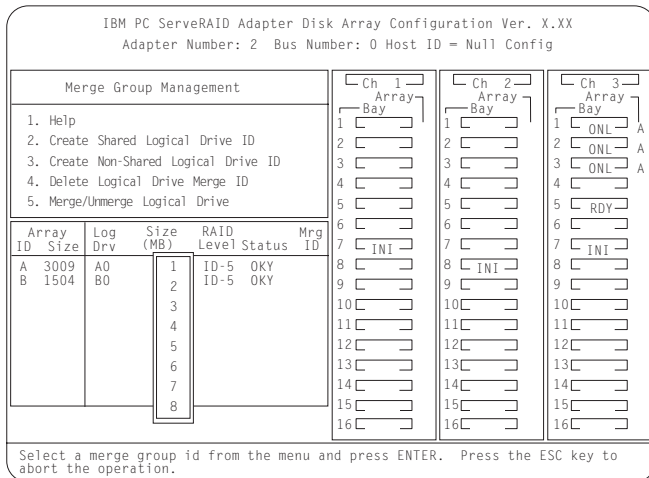 IBM PC ServeRAID Adapter Disk Array Configuration Ver. X.XX
Adapter Number: 2 Bus Number: 0 Host ID = Null Config
Merge Group Management
1. Help
2. Create Shared Logical Drive ID
3. Create Non-Shared Logical Drive ID
4. Delete Logical Drive Merge ID
5. Merge/Unmerge Logical Drive
Array Log Size RAID Mrg
ID Size Drv (MB) Level Status ID
A 3009 A0 ID-5 OKY
B 1504 B0 ID-5 OKY
1
2
3
4
5
6
7
8
Ch 1
Array
Bay
1
2
3
4
5
6
7 INI
8
9
10
11
12
13
14
15
16
Ch 2
Array
Bay
1
2
3
4
5
6
7
8 INI
9
10
11
12
13
14
15
16
Ch 3
Array
Bay
1 ONL A
2 ONL A
3 ONL A
4
5 RDY
6
7 INI
8
9
10
11
12
13
14
15
16
Select a merge group id from the menu and press ENTER. Press the ESC key to
abort the operation.